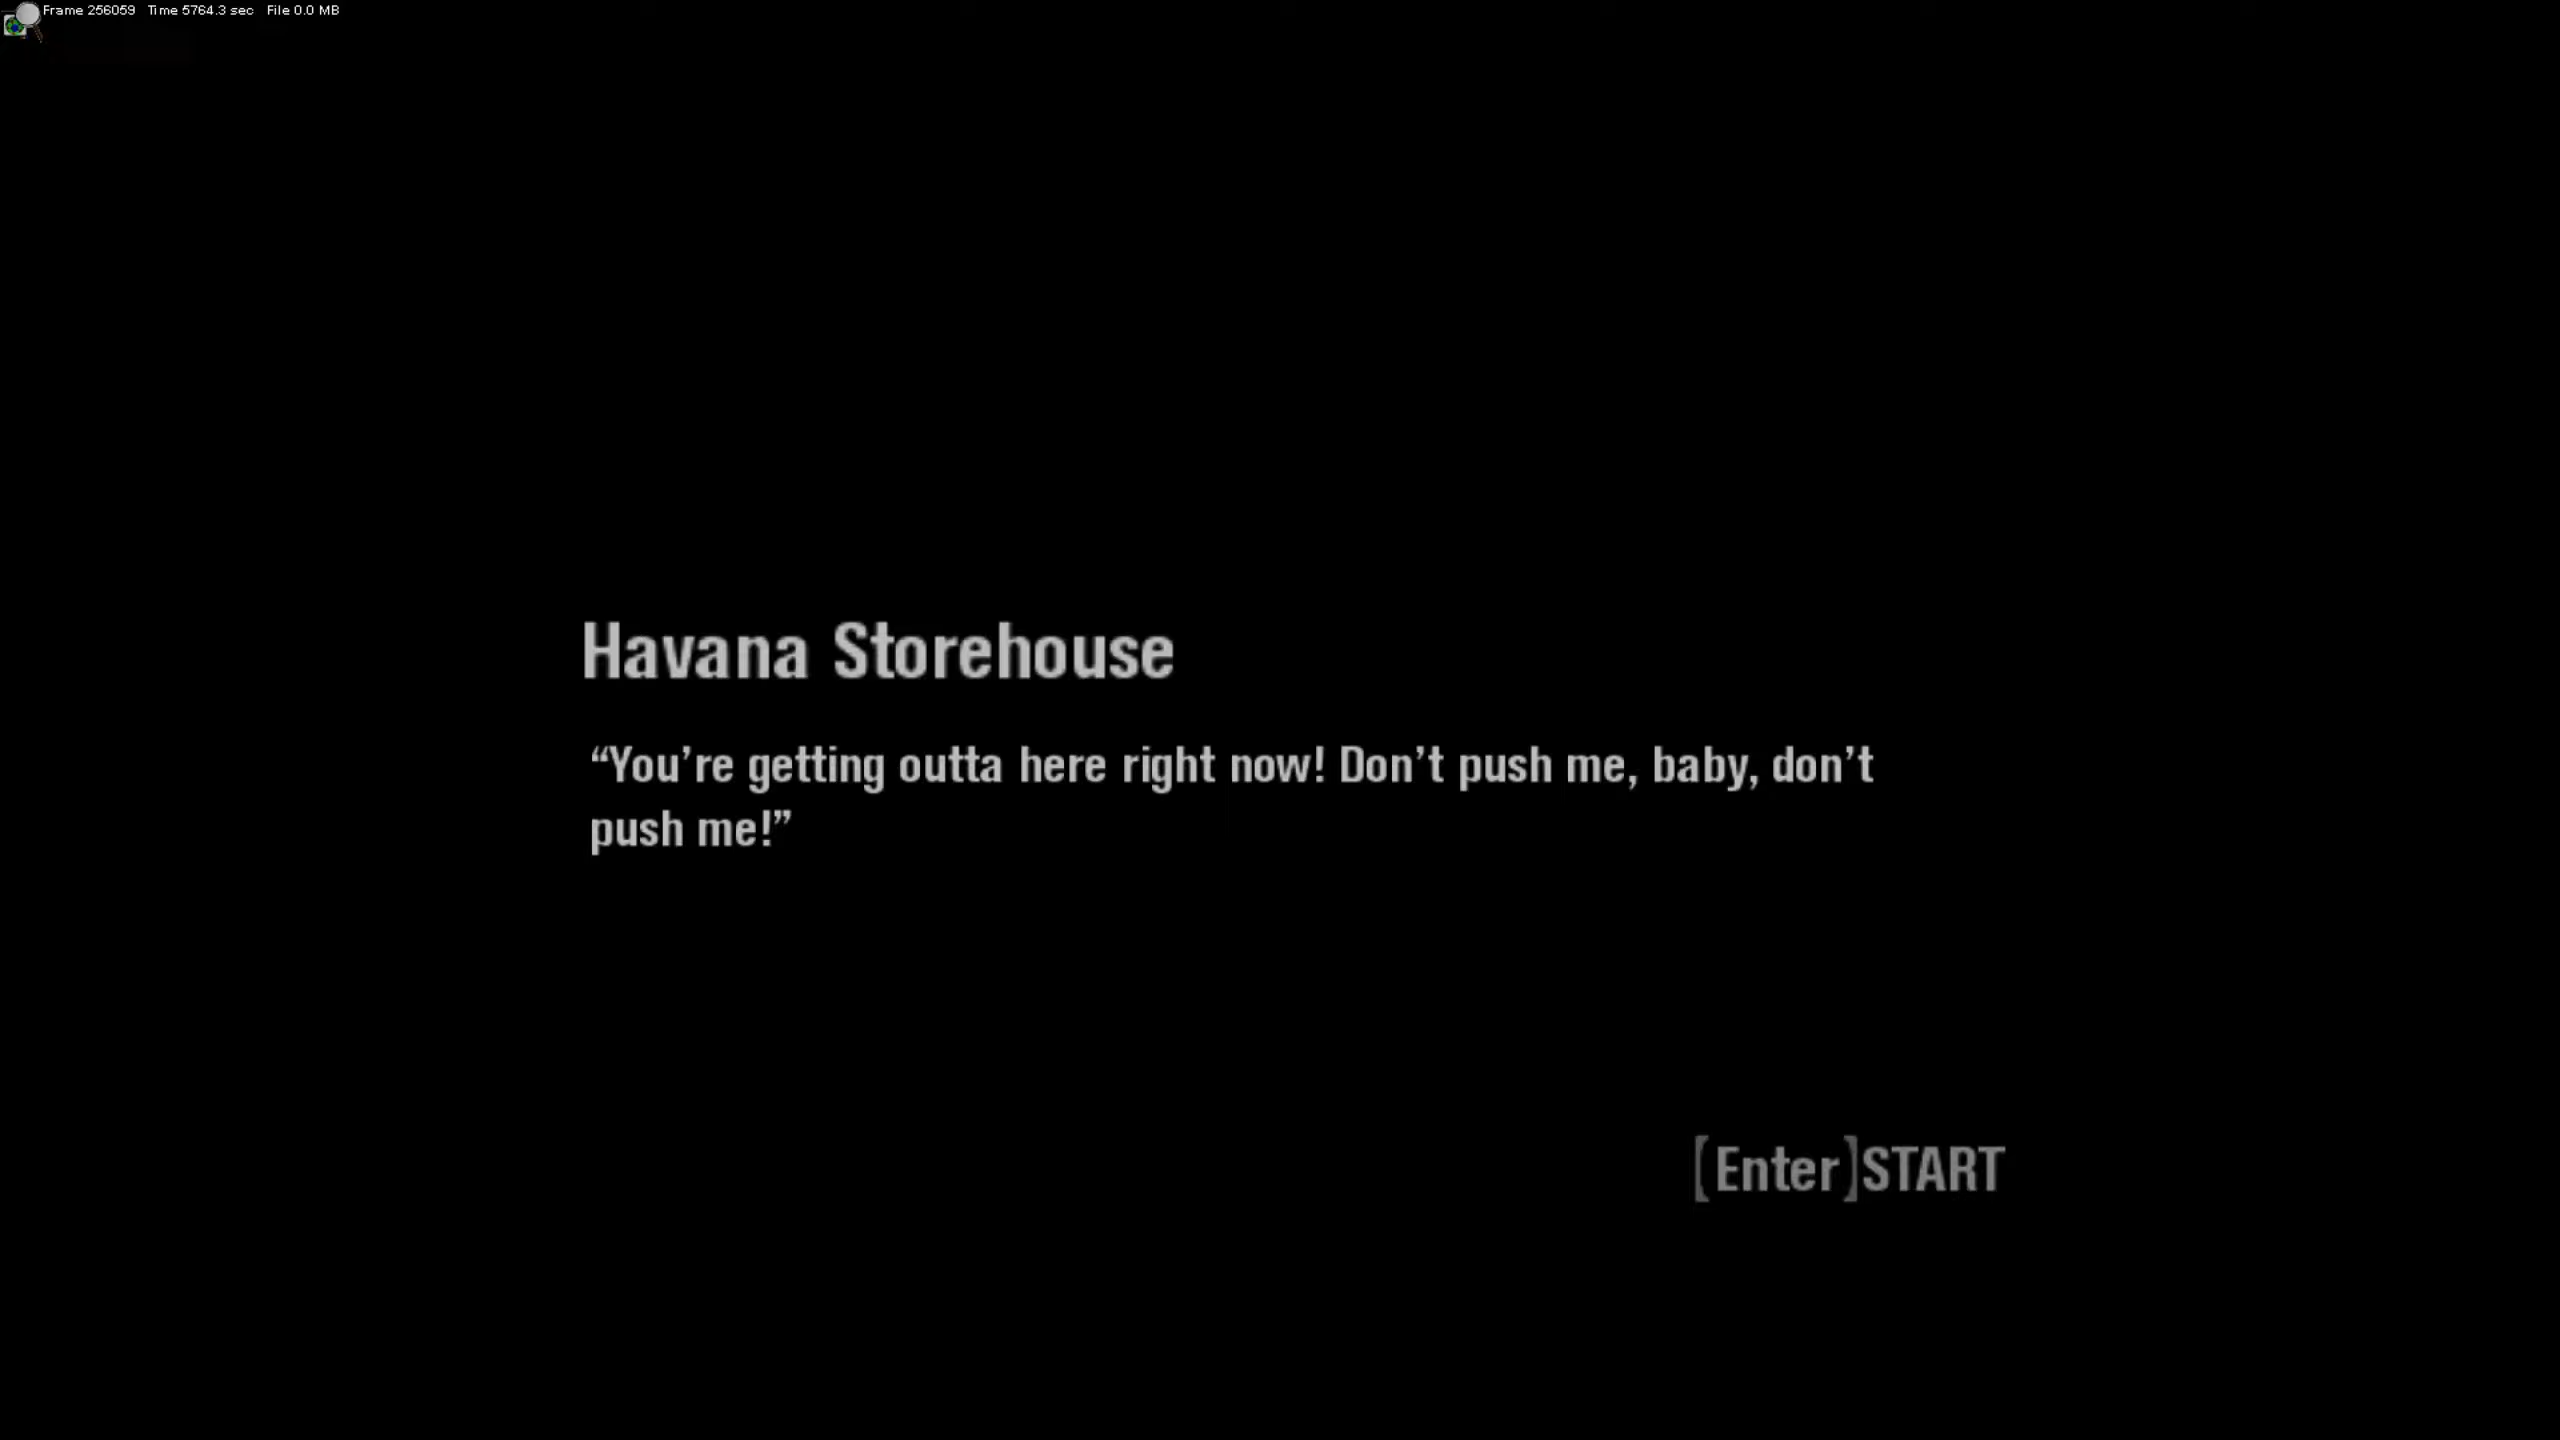 Frame 256059 Time 5764.3 sec File 0.0 MB
Havana Storehouse
“You’re getting outta here right now! Don’t push me, baby, don’t
push me!”
[Enter]START